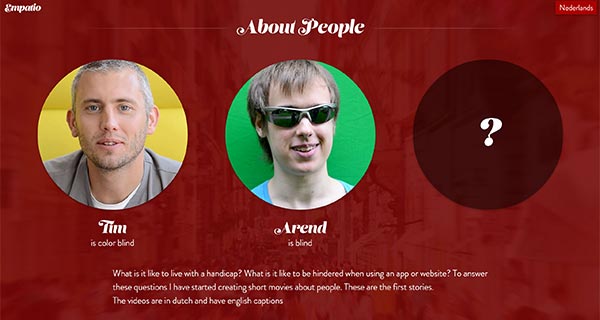 Empatio
Nederlands
About People
?
Tim
is color blind
Arend
is blind
What is it like to live with a handicap? What is it like to be hindered when using an app or website? To answer
these questions I have started creating short movies about people. These are the first stories.
The videos are in dutch and have english captions